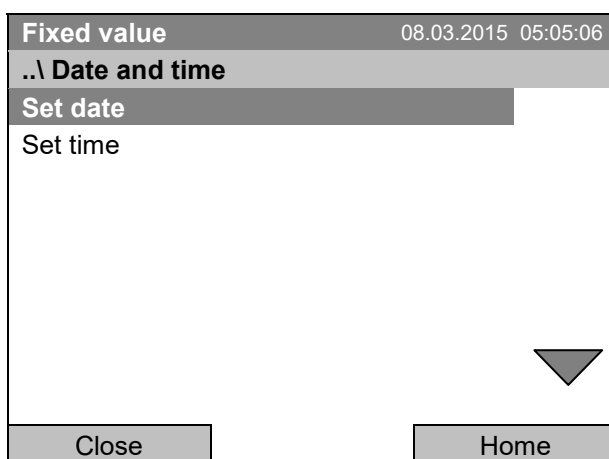 Fixed value 08.03.2015 05:05:06
..\ Date and time
Set date
Set time
Close Home